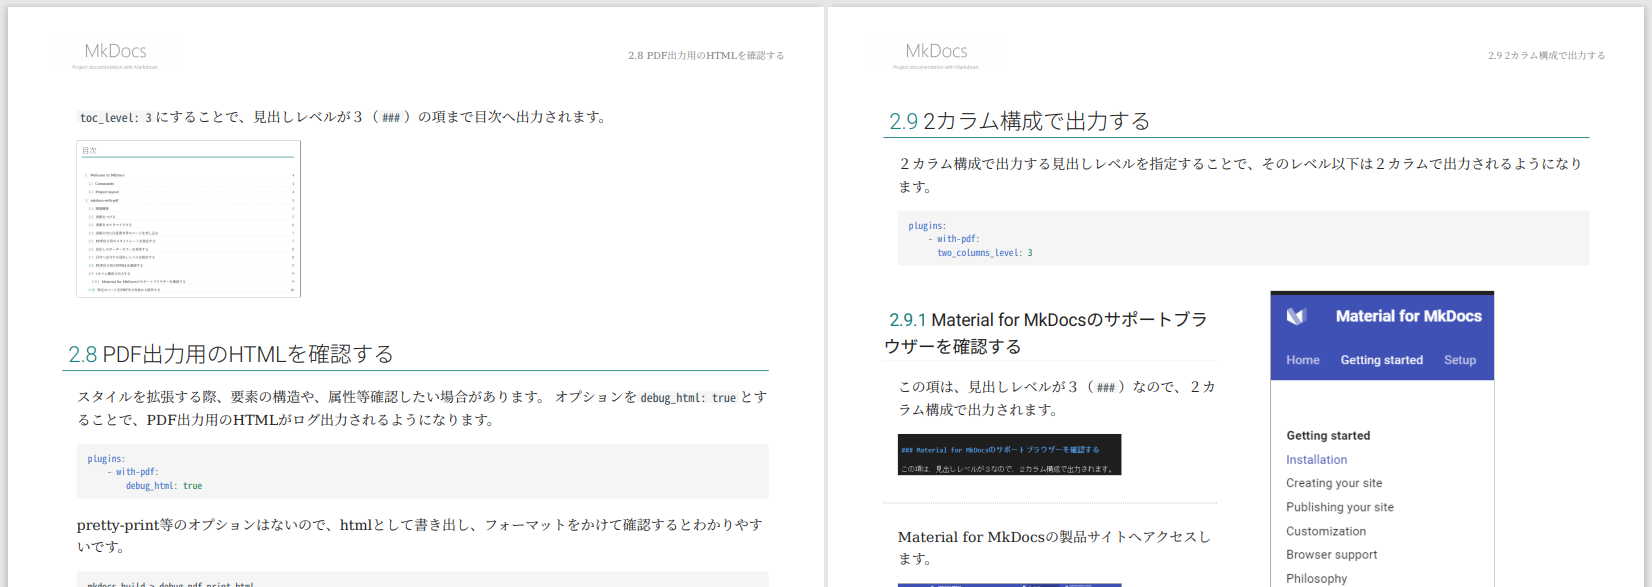 MkDocs
Project documentation with Markdown.
2.8 PDF出力用のHTMLを確認する
toc_level: 3 にすることで、見出しレベルが３（ ### ）の項まで目次へ出力されます。
目次
1. Welcome to MkDocs 4
1.1 Commands 4
1.2 Project layout 4
2. mkdocs-with-pdf 5
2.8 PDF出力用のHTMLを確認する
スタイルを拡張する際、要素の構造や、属性等確認したい場合があります。 オプションを debug_html: true とす
ることで、PDF出力用のHTMLがログ出力されるようになります。
plugins:
- with-pdf:
debug_html: true
pretty-print等のオプションはないので、htmlとして書き出し、フォーマットをかけて確認するとわかりやす
いです。
mkdocs build > debug_pdf_print.html
MkDocs
Project documentation with Markdown.
2.9 2カラム構成で出力する
2.9 2カラム構成で出力する
２カラム構成で出力する見出しレベルを指定することで、そのレベル以下は２カラムで出力されるようになり
ます。
plugins:
- with-pdf:
two_columns_level: 3
2.9.1 Material for MkDocsのサポートブラ
ウザーを確認する
この項は、見出しレベルが３（ ### ）なので、２カ
ラム構成で出力されます。
### Material for MkDocsのサポートブラウザーを確認する
この項は、見出しレベルが３なので、２カラム構成で出力されます。
Material for MkDocsの製品サイトへアクセスし
ます。
Material for MkDocs
Home Getting started Setup
Getting started
Installation
Creating your site
Publishing your site
Customization
Browser support
Philosophy